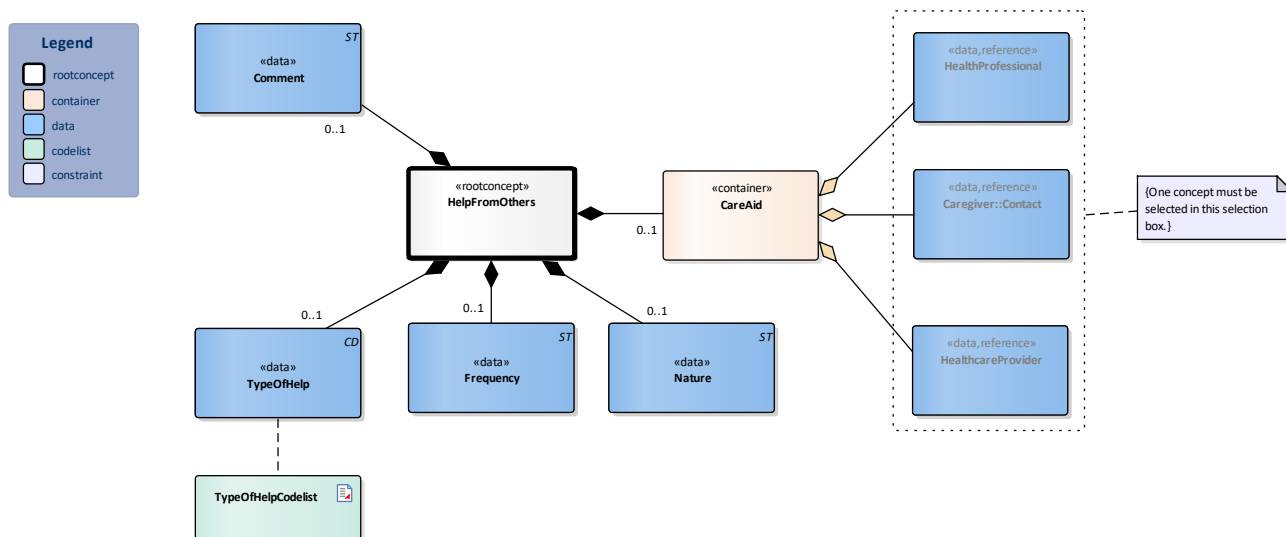 Legend
rootconcept
container
data
codelist
constraint
ST
«data»
Comment
0..1
«rootconcept»
HelpFromOthers
0..1
«container»
CareAid
«data,reference»
HealthProfessional
«data,reference»
Caregiver::Contact
«data,reference»
HealthcareProvider
{One concept must be
selected in this selection
box.}
0..1
0..1
0..1
CD
«data»
TypeOfHelp
ST
«data»
Frequency
ST
«data»
Nature
TypeOfHelpCodelist